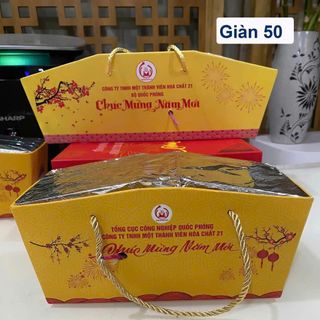 Giàn 50
SHARP
CÔNG TY TNHH MỘT THÀNH VIÊN HÓA CHẤT 21
BỘ QUỐC PHÒNG
Chúc Mừng Năm Mới
TỔNG CỤC CÔNG NGHIỆP QUỐC PHÒNG
CÔNG TY TNHH MỘT THÀNH VIÊN HÓA CHẤT 21
Chúc Mừng Năm Mới